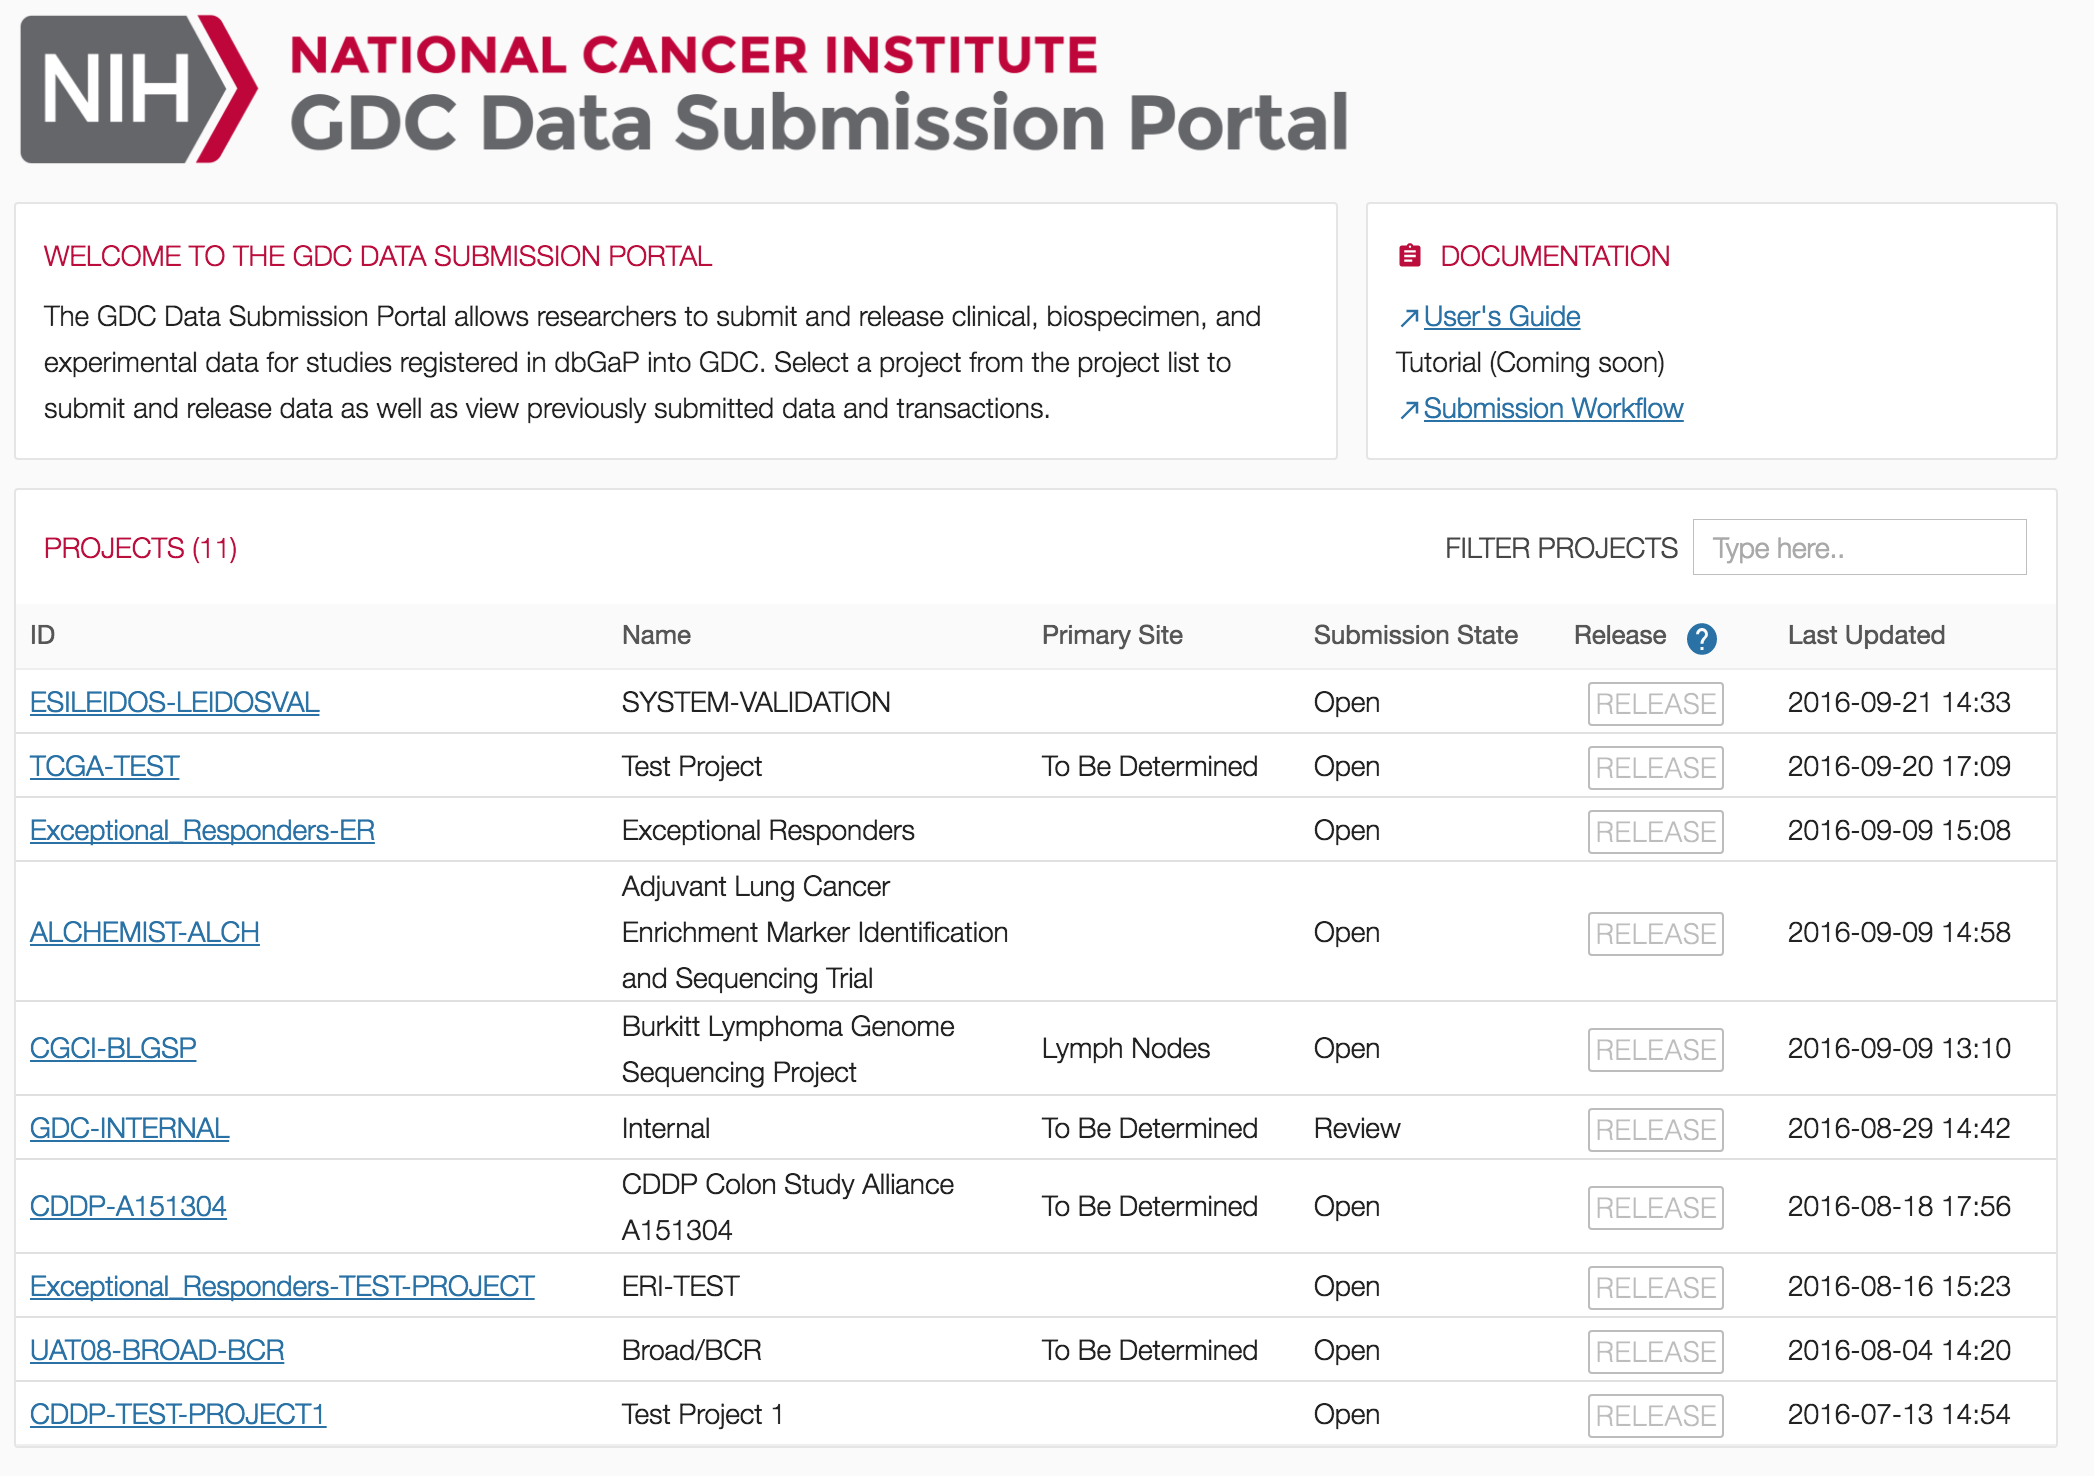 NIH
NATIONAL CANCER INSTITUTE
GDC Data Submission Portal
WELCOME TO THE GDC DATA SUBMISSION PORTAL
The GDC Data Submission Portal allows researchers to submit and release clinical, biospecimen, and
experimental data for studies registered in dbGaP into GDC. Select a project from the project list to
submit and release data as well as view previously submitted data and transactions.
DOCUMENTATION
User's Guide
Tutorial (Coming soon)
Submission Workflow
PROJECTS (11)
FILTER PROJECTS Type here..
ID Name Primary Site Submission State Release ? Last Updated
ESILEIDOS-LEIDOSVAL SYSTEM-VALIDATION Open RELEASE 2016-09-21 14:33
TCGA-TEST Test Project To Be Determined Open RELEASE 2016-09-20 17:09
Exceptional_Responders-ER Exceptional Responders Open RELEASE 2016-09-09 15:08
Adjuvant Lung Cancer
ALCHEMIST-ALCH Enrichment Marker Identification Open RELEASE 2016-09-09 14:58
and Sequencing Trial
Burkitt Lymphoma Genome
CGCI-BLGSP Lymph Nodes Open RELEASE 2016-09-09 13:10
Sequencing Project
GDC-INTERNAL Internal To Be Determined Review RELEASE 2016-08-29 14:42
CDDP Colon Study Alliance
CDDP-A151304 To Be Determined Open RELEASE 2016-08-18 17:56
A151304
Exceptional_Responders-TEST-PROJECT ERI-TEST Open RELEASE 2016-08-16 15:23
UAT08-BROAD-BCR Broad/BCR To Be Determined Open RELEASE 2016-08-04 14:20
CDDP-TEST-PROJECT1 Test Project 1 Open RELEASE 2016-07-13 14:54